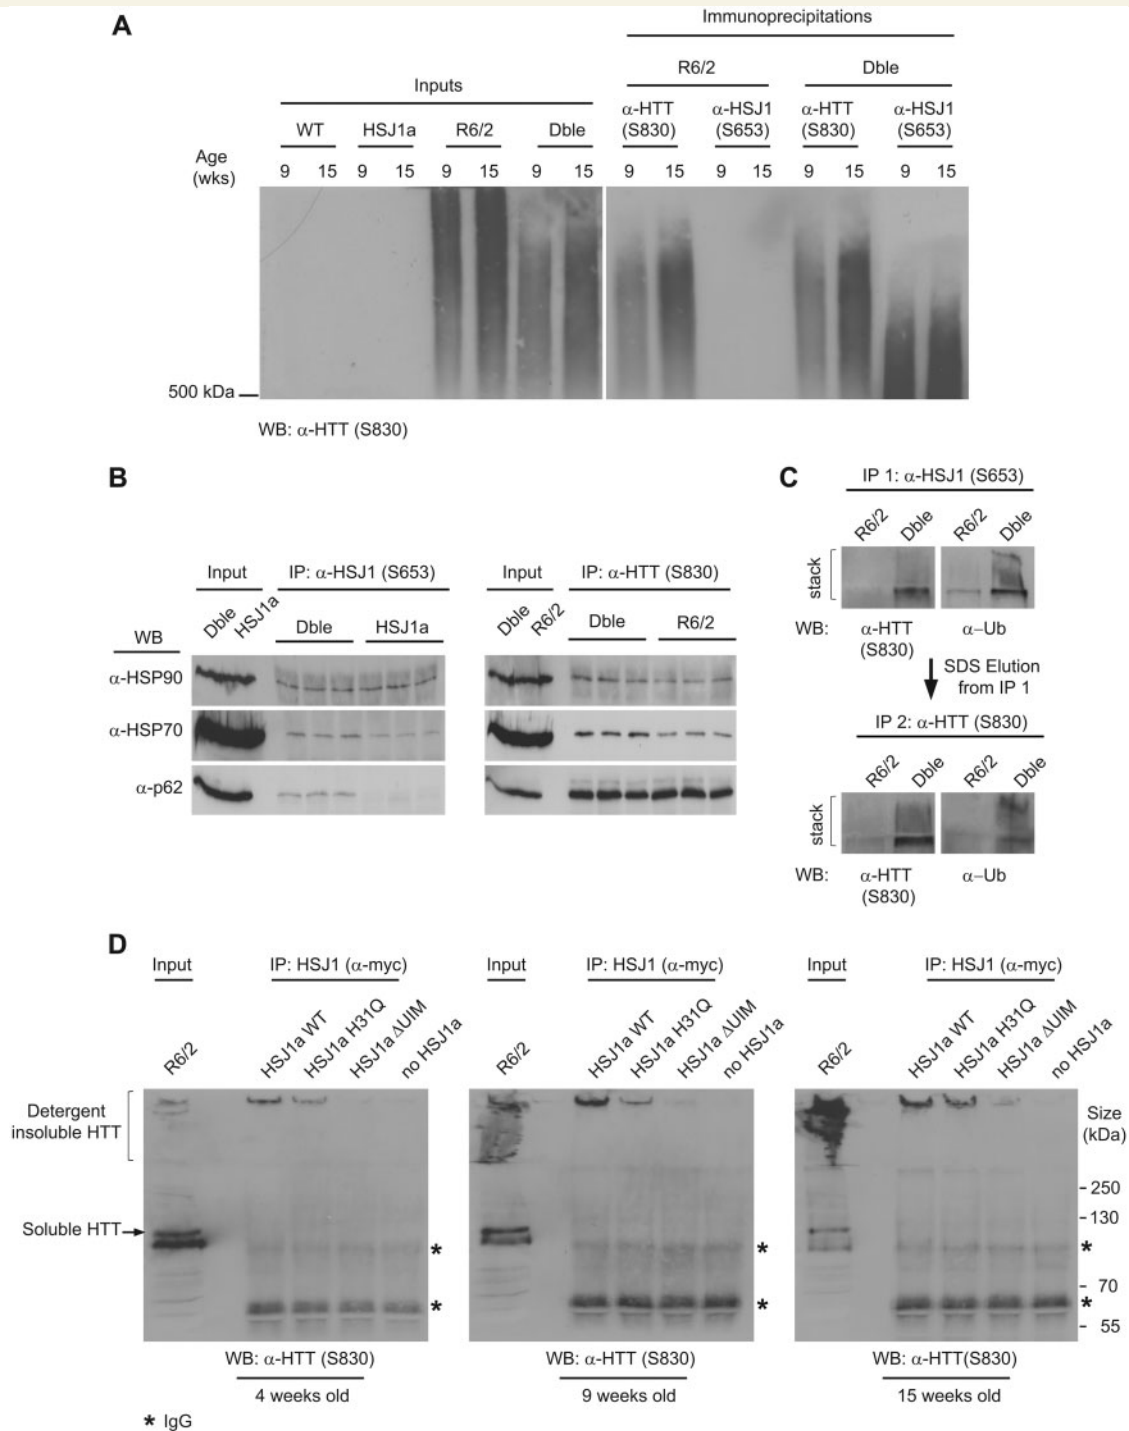 A
Immunoprecipitations
R6/2 Dble
Inputs
α-HTT (S830) α-HSJ1 (S653) α-HTT (S830) α-HSJ1 (S653)
WT HSJ1a R6/2 Dble
Age (wks) 9 15 9 15 9 15 9 15 9 15 9 15 9 15 9 15
500 kDa
WB: α-HTT (S830)
B
Input IP: α-HSJ1 (S653) Input IP: α-HTT (S830)
Dble HSJ1a Dble HSJ1a Dble R6/2 Dble R6/2
WB
α-HSP90
α-HSP70
α-p62
C
IP 1: α-HSJ1 (S653)
R6/2 Dble R6/2 Dble
stack
WB: α-HTT (S830) α–Ub
SDS Elution
from IP 1
IP 2: α-HTT (S830)
R6/2 Dble R6/2 Dble
stack
WB: α-HTT (S830) α–Ub
D
Input IP: HSJ1 (α-myc) Input IP: HSJ1 (α-myc) Input IP: HSJ1 (α-myc)
R6/2 HSJ1a WT HSJ1a H31Q HSJ1a ΔUIM no HSJ1a R6/2 HSJ1a WT HSJ1a H31Q HSJ1a ΔUIM no HSJ1a R6/2 HSJ1a WT HSJ1a H31Q HSJ1a ΔUIM no HSJ1a
Detergent
insoluble HTT
Size
(kDa)
- 250
- 130
Soluble HTT
* * *
- 70
* * *
- 55
WB: α-HTT (S830) WB: α-HTT (S830) WB: α-HTT(S830)
4 weeks old 9 weeks old 15 weeks old
* IgG